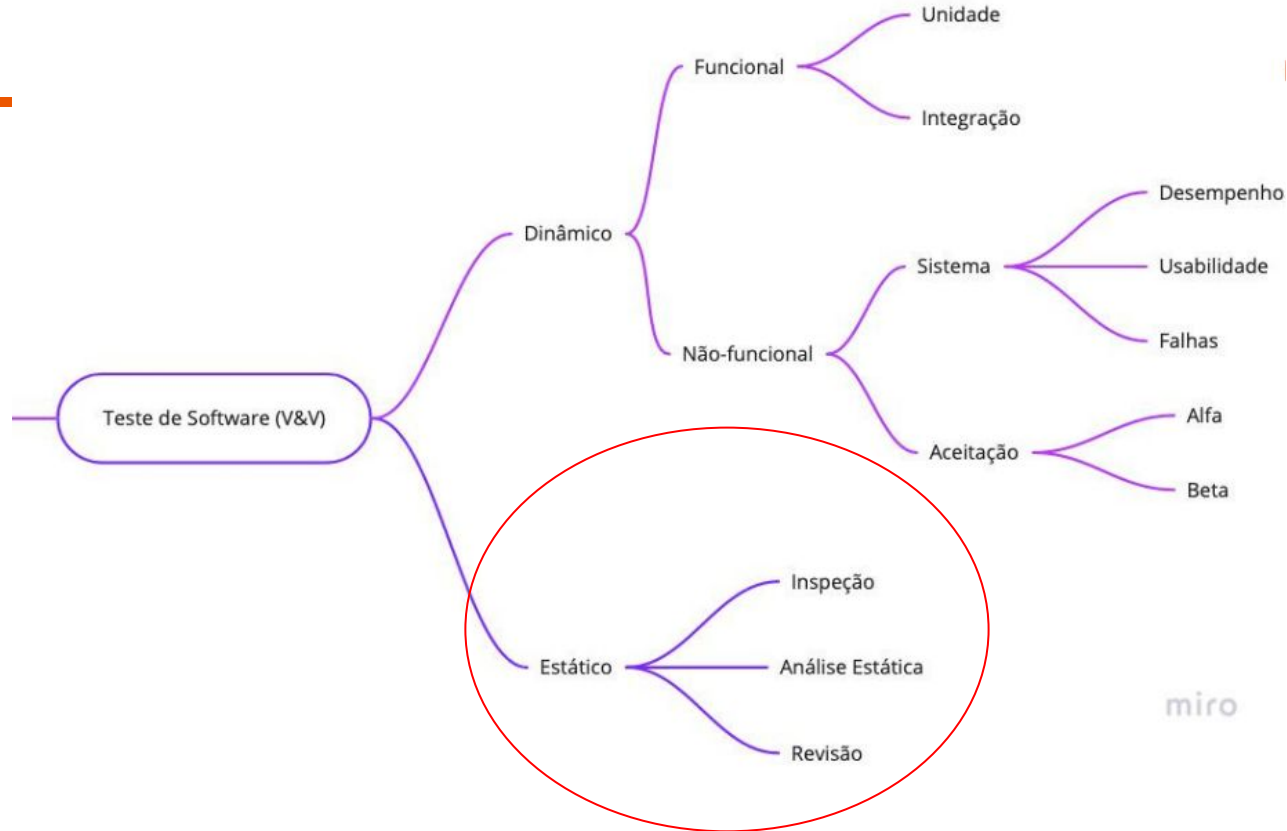 Unidade
Funcional
Integração
Desempenho
Dinâmico
Sistema
Usabilidade
Não-funcional
Falhas
Teste de Software (V&V)
Alfa
Aceitação
Beta
Inspeção
Estático
Análise Estática
miro
Revisão